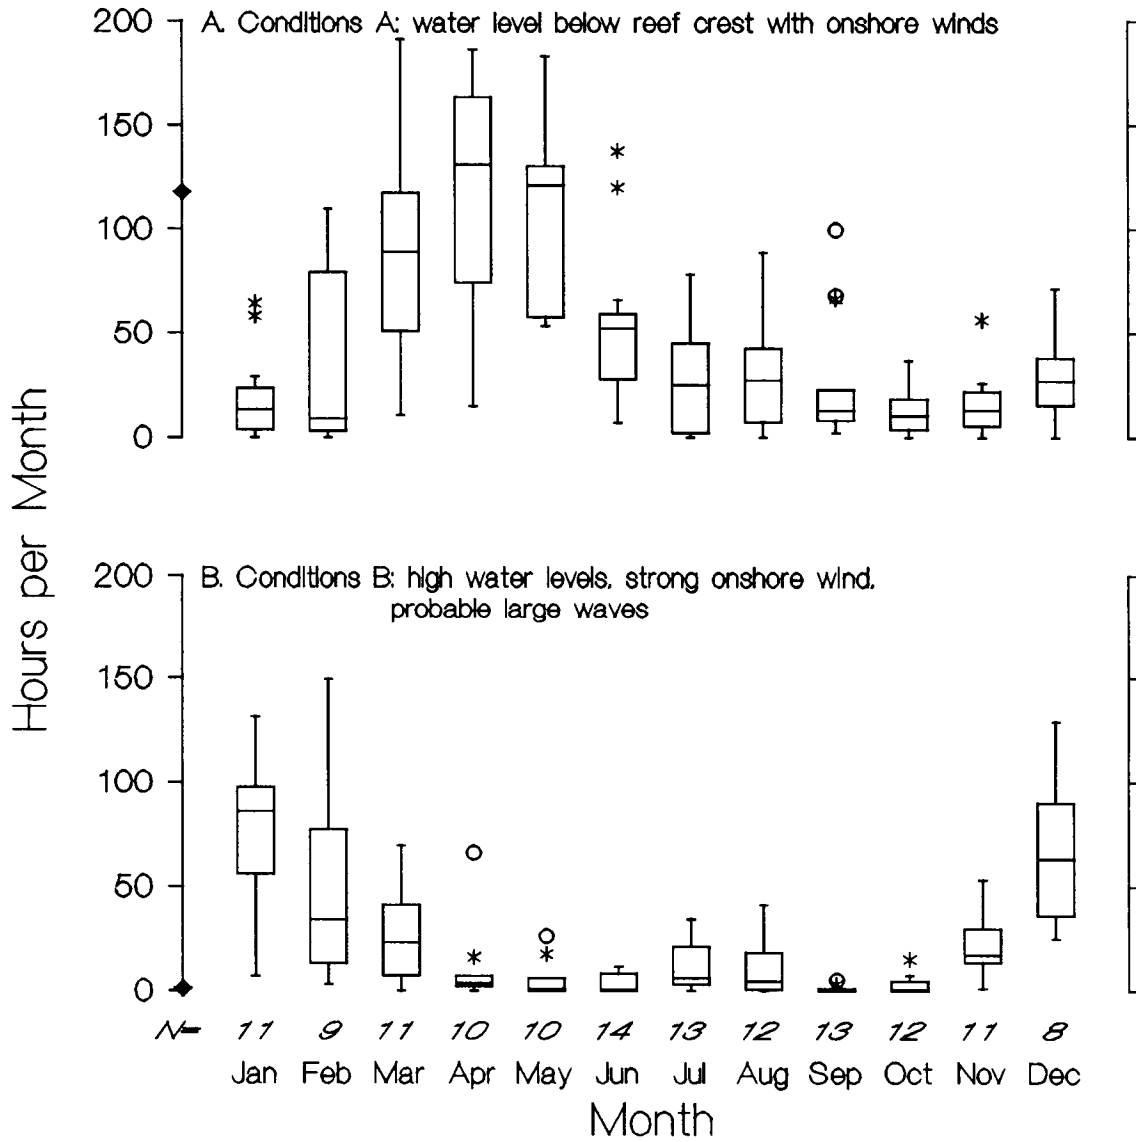 A. Conditions A: water level below reef crest with onshore winds
200
150
100
50
0
Hours per Month
B. Conditions B: high water levels, strong onshore wind,
probable large waves
200
150
100
50
0
N= 11 9 11 10 10 14 13 12 13 12 11 8
Jan Feb Mar Apr May Jun Jul Aug Sep Oct Nov Dec
Month